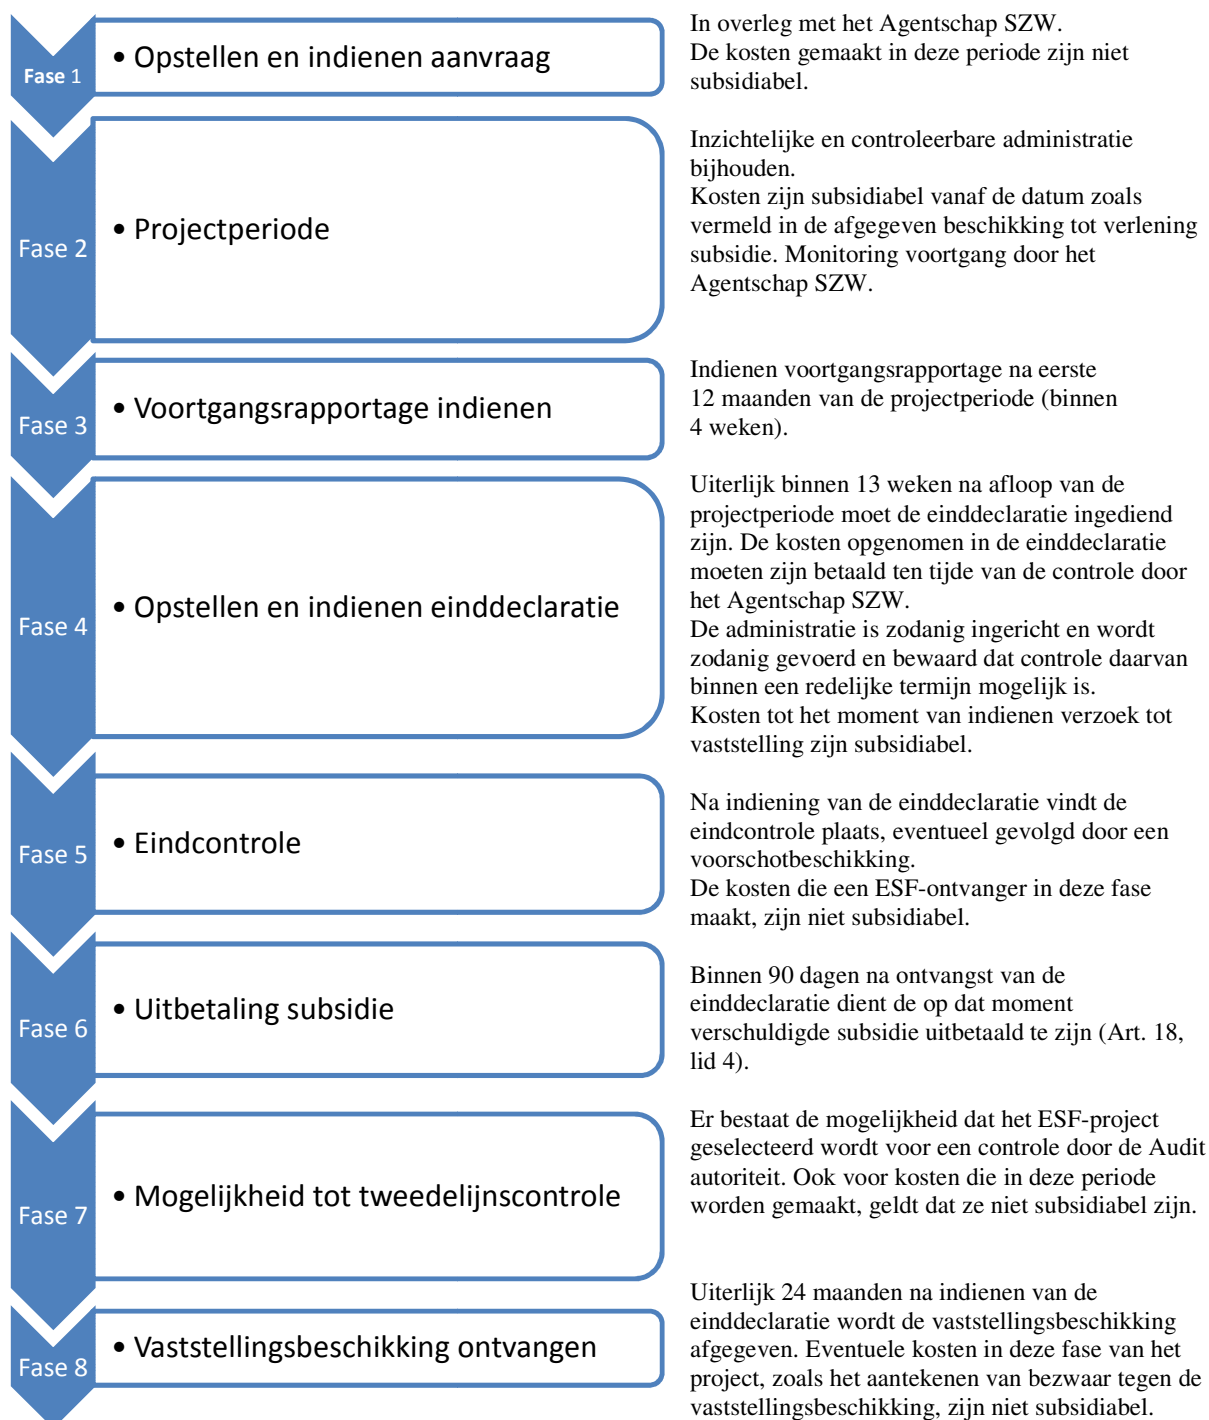 Fase 1
• Opstellen en indienen aanvraag
In overleg met het Agentschap SZW.
De kosten gemaakt in deze periode zijn niet
subsidiabel.
Fase 2
• Projectperiode
Inzichtelijke en controleerbare administratie
bijhouden.
Kosten zijn subsidiabel vanaf de datum zoals
vermeld in de afgegeven beschikking tot verlening
subsidie. Monitoring voortgang door het
Agentschap SZW.
Fase 3
• Voortgangsrapportage indienen
Indienen voortgangsrapportage na eerste
12 maanden van de projectperiode (binnen
4 weken).
Fase 4
• Opstellen en indienen einddeclaratie
Uiterlijk binnen 13 weken na afloop van de
projectperiode moet de einddeclaratie ingediend
zijn. De kosten opgenomen in de einddeclaratie
moeten zijn betaald ten tijde van de controle door
het Agentschap SZW.
De administratie is zodanig ingericht en wordt
zodanig gevoerd en bewaard dat controle daarvan
binnen een redelijke termijn mogelijk is.
Kosten tot het moment van indienen verzoek tot
vaststelling zijn subsidiabel.
Fase 5
• Eindcontrole
Na indiening van de einddeclaratie vindt de
eindcontrole plaats, eventueel gevolgd door een
voorschotbeschikking.
De kosten die een ESF-ontvanger in deze fase
maakt, zijn niet subsidiabel.
Fase 6
• Uitbetaling subsidie
Binnen 90 dagen na ontvangst van de
einddeclaratie dient de op dat moment
verschuldigde subsidie uitbetaald te zijn (Art. 18,
lid 4).
Fase 7
• Mogelijkheid tot tweedelijnscontrole
Er bestaat de mogelijkheid dat het ESF-project
geselecteerd wordt voor een controle door de Audit
autoriteit. Ook voor kosten die in deze periode
worden gemaakt, geldt dat ze niet subsidiabel zijn.
Fase 8
• Vaststellingsbeschikking ontvangen
Uiterlijk 24 maanden na indienen van de
einddeclaratie wordt de vaststellingsbeschikking
afgegeven. Eventuele kosten in deze fase van het
project, zoals het aantekenen van bezwaar tegen de
vaststellingsbeschikking, zijn niet subsidiabel.